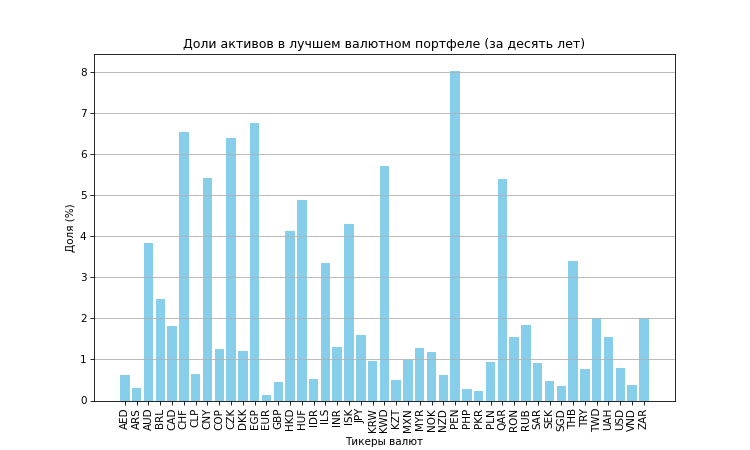 Доли активов в лучшем валютном портфеле (за десять лет)
Доля (%)
8
7
6
5
4
3
2
1
0
AED ARS AUD BRL CAD CHF CLP CNY COP CZK DKK EGP EUR GBP HKD HUF IDR ILS INR ISK JPY KRW KWD KZT MXN MYR NOK NZD PEN PHP PKR PLN QAR RON RUB SAR SEK SGD THB TRY TWD UAH USD VND ZAR
Тикеры валют